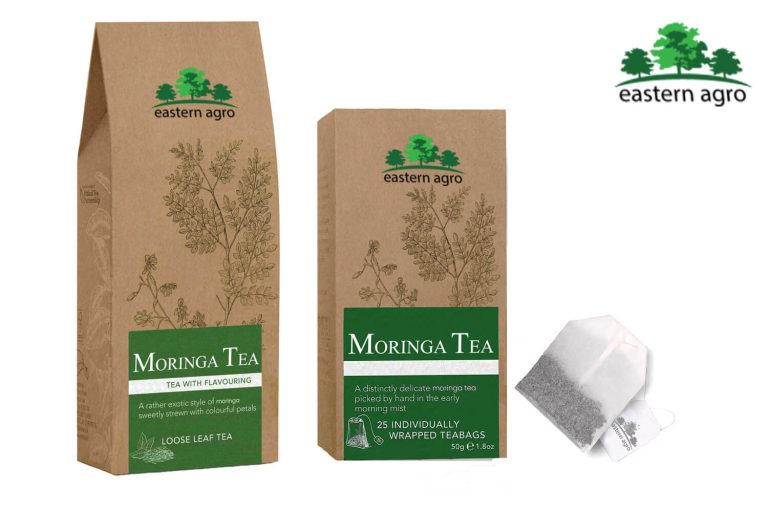 eastern agro
MORINGA TEA
TEA WITH FLAVOURING
A rather exotic style of moringa
sweetly strewn with colourful petals
LOOSE LEAF TEA
eastern agro
MORINGA TEA
A distinctly delicate moringa tea
picked by hand in the early
morning mist
25 INDIVIDUALLY
WRAPPED TEABAGS
50g e 1.8oz
eastern agro
eastern agro